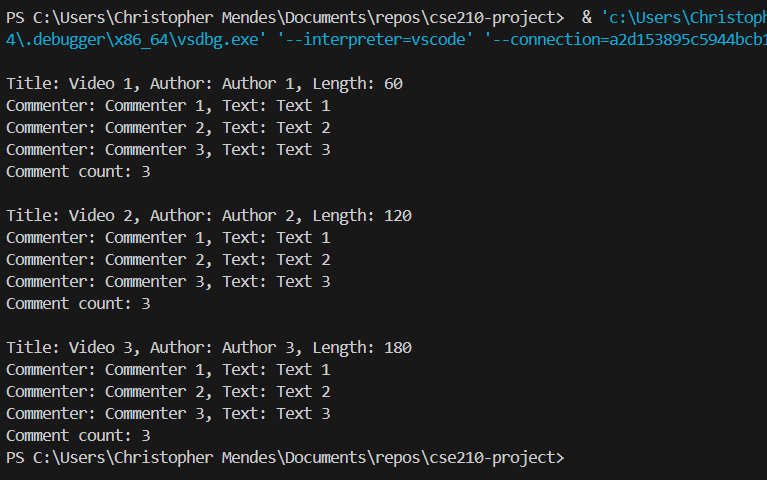 PS C:\Users\Christopher Mendes\Documents\repos\cse210-project>  & 'c:\Users\Christoph
4\.debugger\x86_64\vsdbg.exe' '--interpreter=vscode' '--connection=a2d153895c5944bcb1
Title: Video 1, Author: Author 1, Length: 60
Commenter: Commenter 1, Text: Text 1
Commenter: Commenter 2, Text: Text 2
Commenter: Commenter 3, Text: Text 3
Comment count: 3
Title: Video 2, Author: Author 2, Length: 120
Commenter: Commenter 1, Text: Text 1
Commenter: Commenter 2, Text: Text 2
Commenter: Commenter 3, Text: Text 3
Comment count: 3
Title: Video 3, Author: Author 3, Length: 180
Commenter: Commenter 1, Text: Text 1
Commenter: Commenter 2, Text: Text 2
Commenter: Commenter 3, Text: Text 3
Comment count: 3
PS C:\Users\Christopher Mendes\Documents\repos\cse210-project>